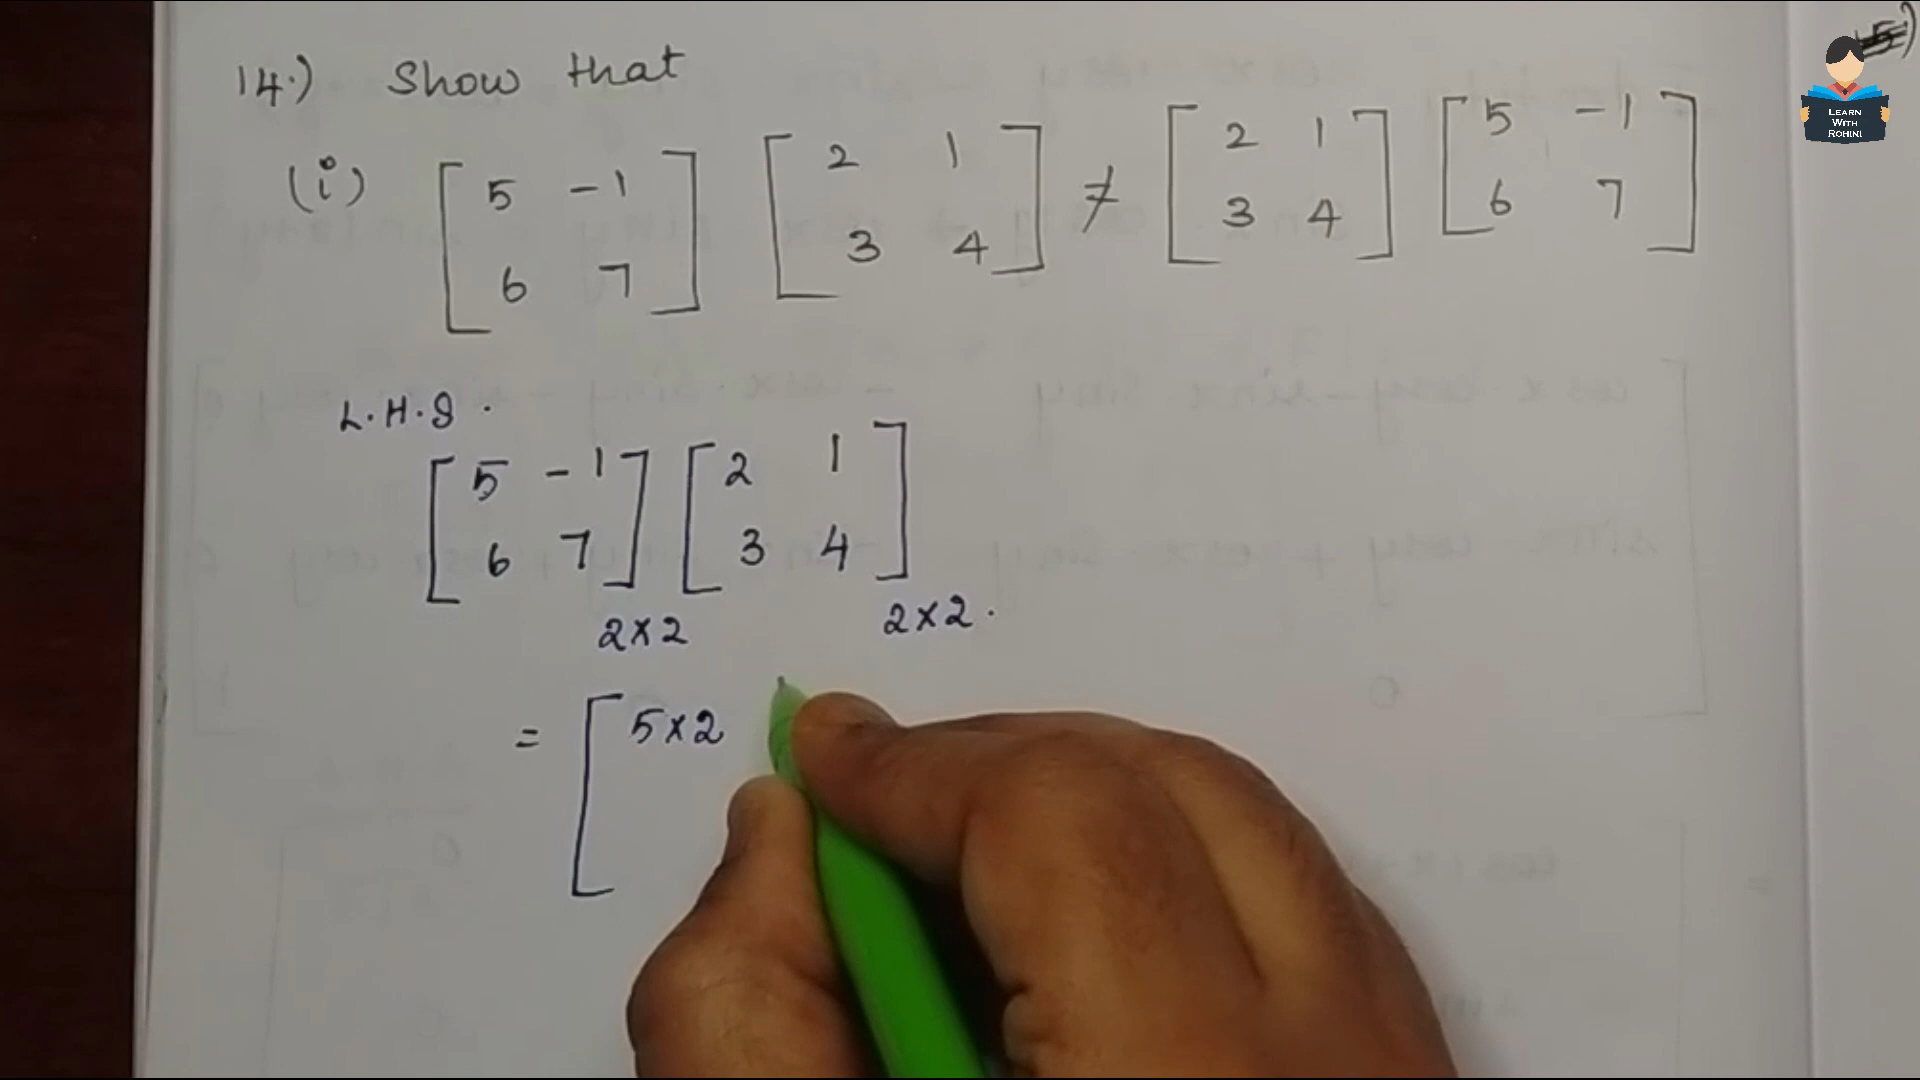 14.) Show that
(i) [ 5 -1 ] [ 2 1 ] ≠ [ 2 1 ] [ 5 -1 ]
[ 6 7 ] [ 3 4 ] [ 3 4 ] [ 6 7 ]
L.H.S.
[ 5 -1 ] [ 2 1 ]
[ 6 7 ] [ 3 4 ]
2×2 2×2.
= [ 5×2
LEARN
WITH
ROHINI